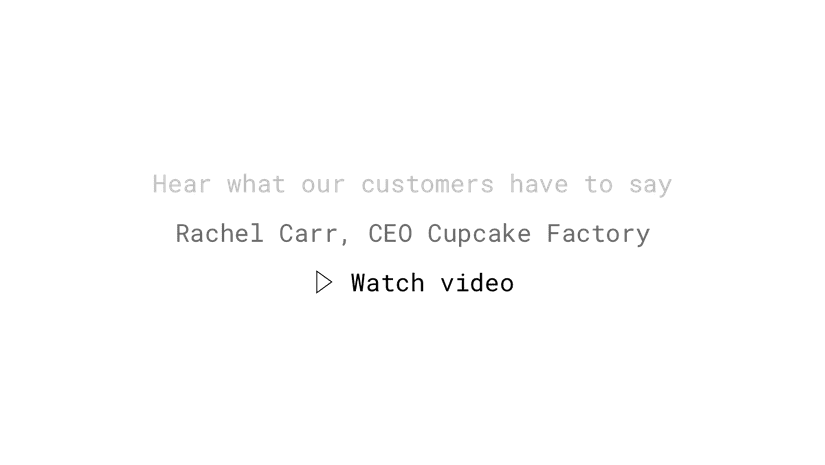 Hear what our customers have to say
Rachel Carr, CEO Cupcake Factory
Watch video